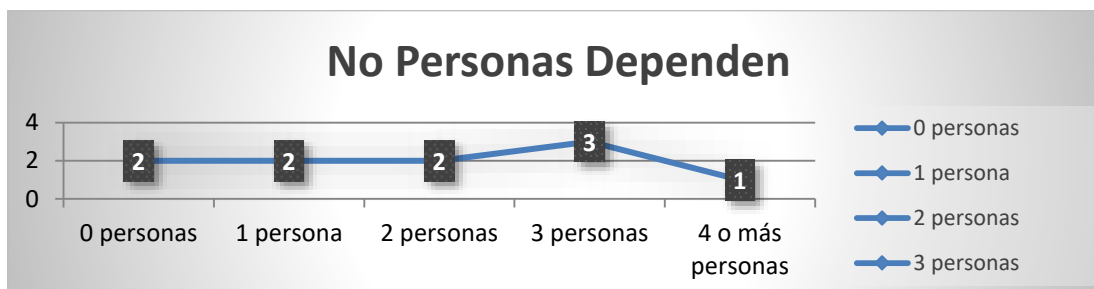 No Personas Dependen
4
2
0
2
2
2
3
1
0 personas
1 persona
2 personas
3 personas
4 o más
personas
0 personas
1 persona
2 personas
3 personas